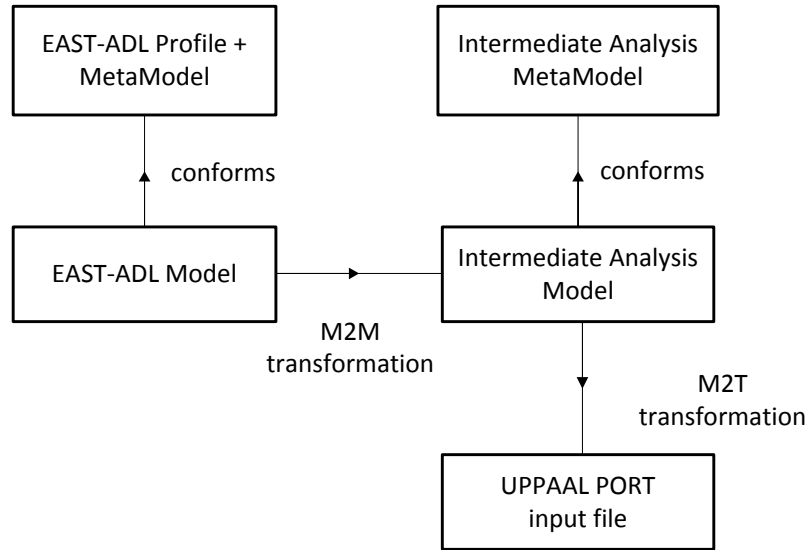 EAST-ADL Profile +
MetaModel
Intermediate Analysis
MetaModel
conforms
conforms
EAST-ADL Model
Intermediate Analysis
Model
M2M
transformation
M2T
transformation
UPPAAL PORT
input file